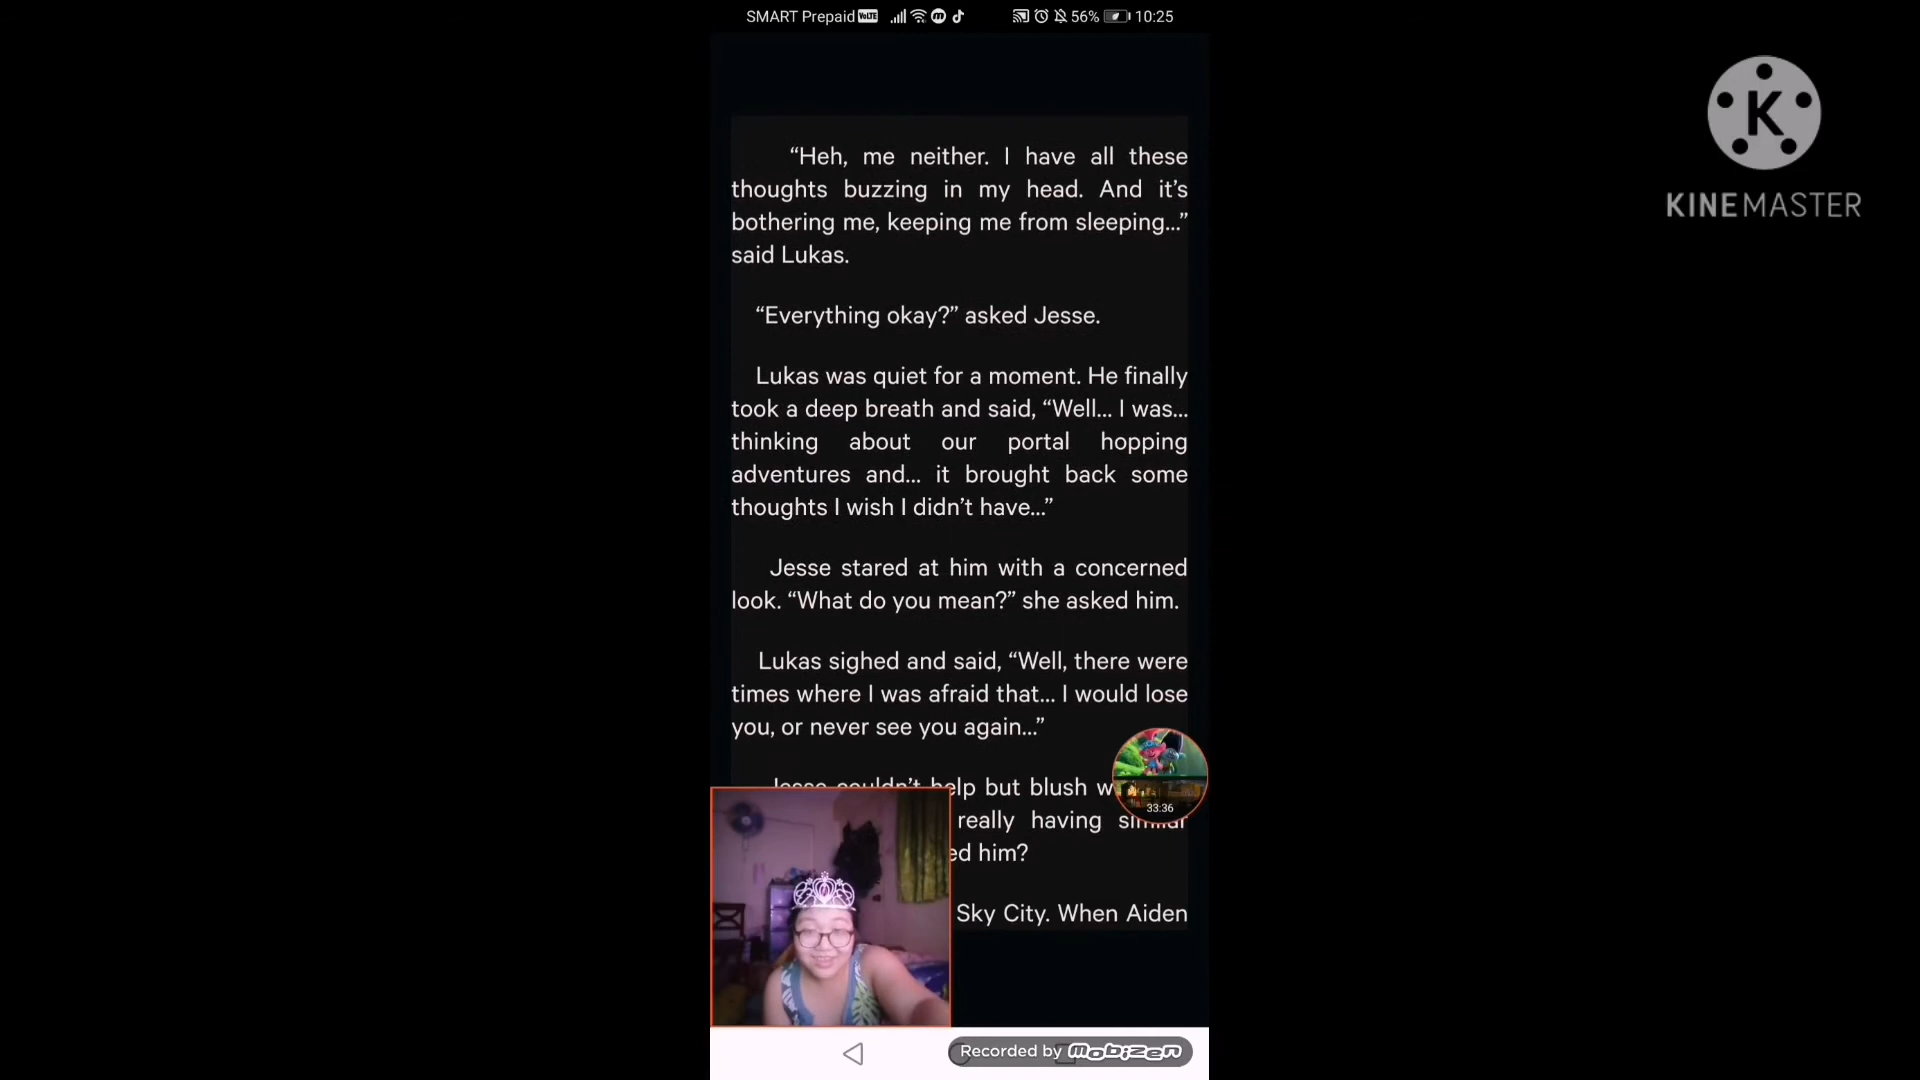 SMART Prepaid VoLTE 56% 10:25
K
KINEMASTER
“Heh, me neither. I have all these
thoughts buzzing in my head. And it’s
bothering me, keeping me from sleeping...”
said Lukas.
“Everything okay?” asked Jesse.
Lukas was quiet for a moment. He finally
took a deep breath and said, “Well... I was...
thinking about our portal hopping
adventures and... it brought back some
thoughts I wish I didn’t have...”
Jesse stared at him with a concerned
look. “What do you mean?” she asked him.
Lukas sighed and said, “Well, there were
times where I was afraid that... I would lose
you, or never see you again...”
Jesse couldn’t help but blush
really having similar
him?
Sky City. When Aiden
33:36
Recorded by mobizen